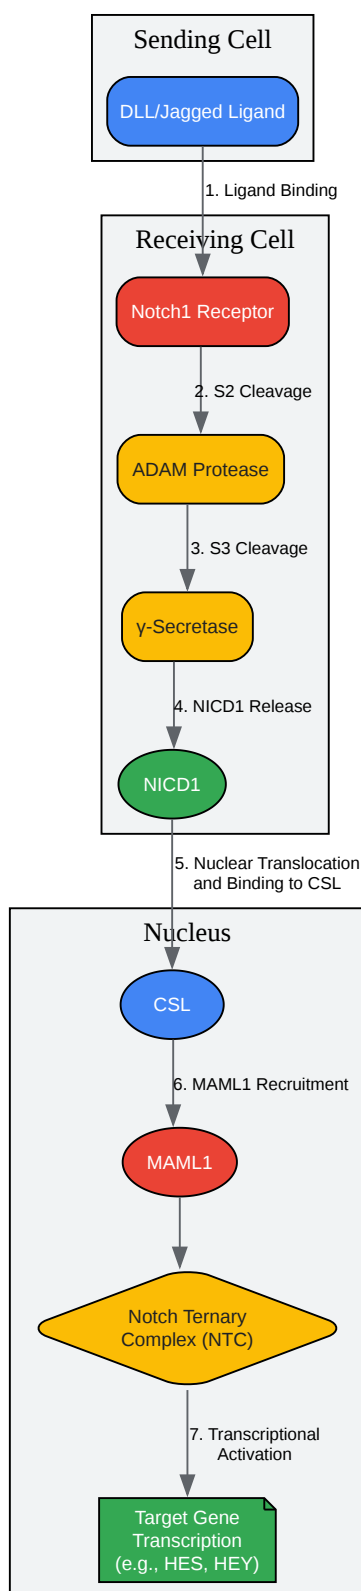 Sending Cell
DLL/Jagged Ligand
1. Ligand Binding
Receiving Cell
Notch1 Receptor
2. S2 Cleavage
ADAM Protease
3. S3 Cleavage
γ-Secretase
4. NICD1 Release
NICD1
5. Nuclear Translocation
and Binding to CSL
Nucleus
CSL
6. MAML1 Recruitment
MAML1
Notch Ternary
Complex (NTC)
7. Transcriptional
Activation
Target Gene
Transcription
(e.g., HES, HEY)